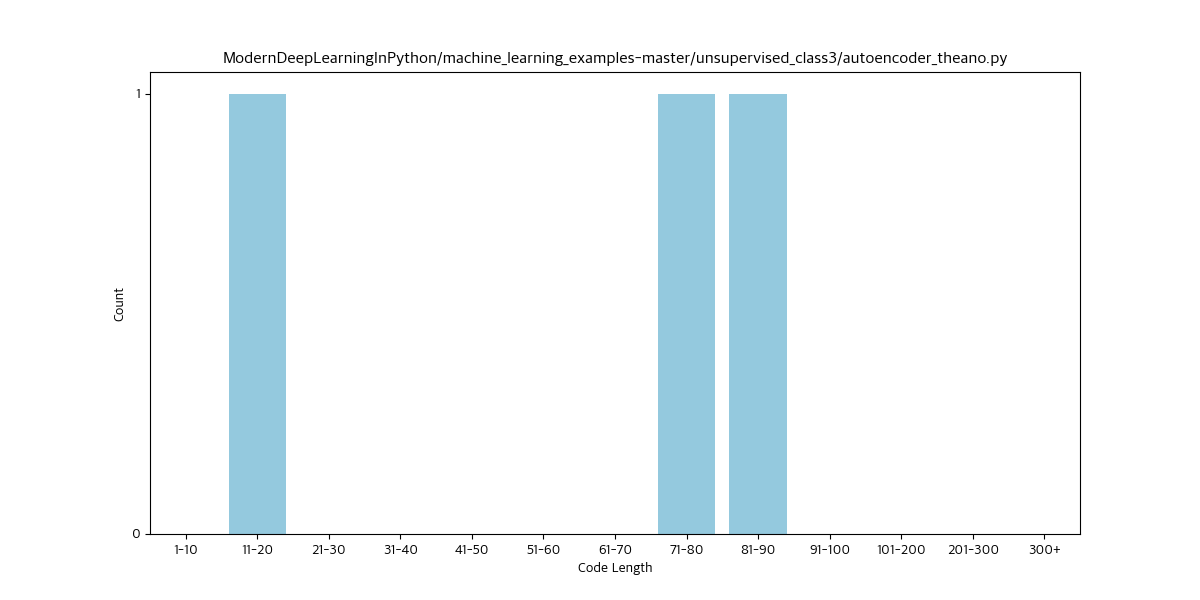 ModernDeepLearningInPython/machine_learning_examples-master/unsupervised_class3/autoencoder_theano.py
1
Count
0
1-10 11-20 21-30 31-40 41-50 51-60 61-70 71-80 81-90 91-100 101-200 201-300 300+
Code Length